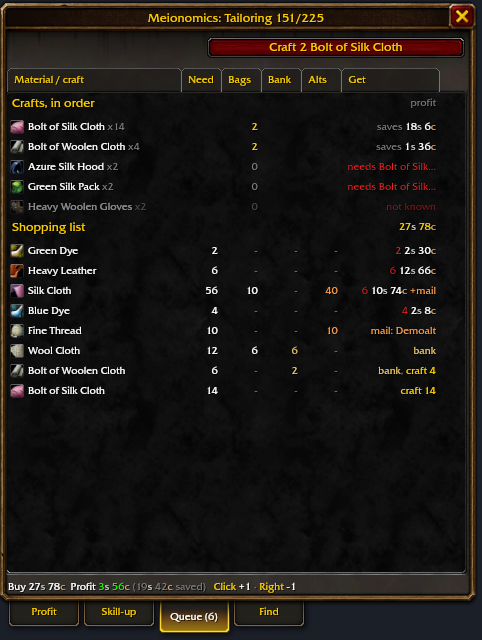 Meionomics: Tailoring 151/225
Craft 2 Bolt of Silk Cloth
Material / craft Need Bags Bank Alts Get
Crafts, in order profit
Bolt of Silk Cloth x14 2 saves 18s 6c
Bolt of Woolen Cloth x4 2 saves 1s 36c
Azure Silk Hood x2 0 needs Bolt of Silk...
Green Silk Pack x2 0 needs Bolt of Silk...
Heavy Woolen Gloves x2 0 not known
Shopping list 27s 78c
Green Dye 2 - - - 2 2s 30c
Heavy Leather 6 - - - 6 12s 66c
Silk Cloth 56 10 - 40 6 10s 74c +mail
Blue Dye 4 - - - 4 2s 8c
Fine Thread 10 - - 10 mail: Demoalt
Wool Cloth 12 6 6 - bank
Bolt of Woolen Cloth 6 - 2 - bank, craft 4
Bolt of Silk Cloth 14 - - - craft 14
Buy 27s 78c Profit 3s 56c (19s 42c saved) Click +1 · Right -1
Profit Skill-up Queue (6) Find